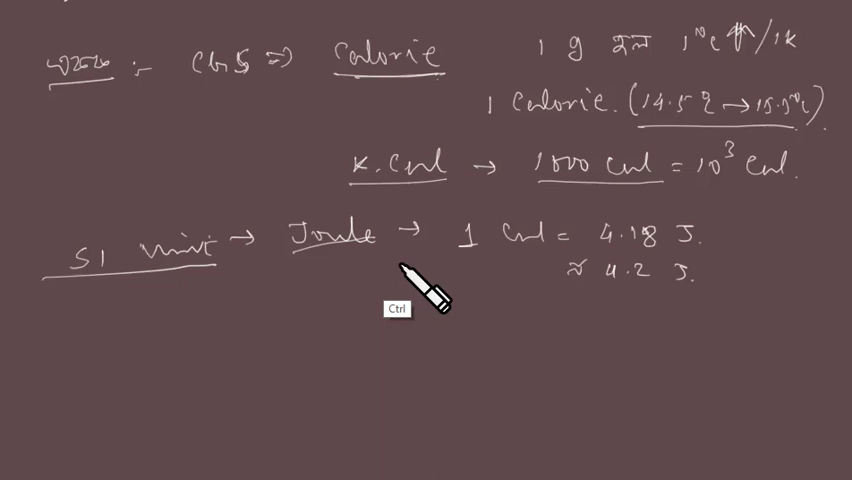 :- CGS ⇒ Calorie
1 g जल 1°C ↑/1K
1 Calorie. (14.5°C → 15.5°C).
K.Cal → 1000 Cal = 10³ Cal.
SI Unit → Joule → 1 Cal = 4.18 J.
≈ 4.2 J.
Ctrl